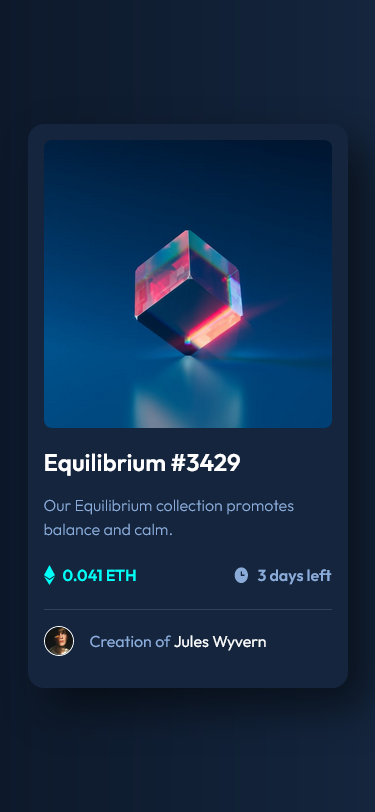 Equilibrium #3429
Our Equilibrium collection promotes
balance and calm.
0.041 ETH
3 days left
Creation of Jules Wyvern